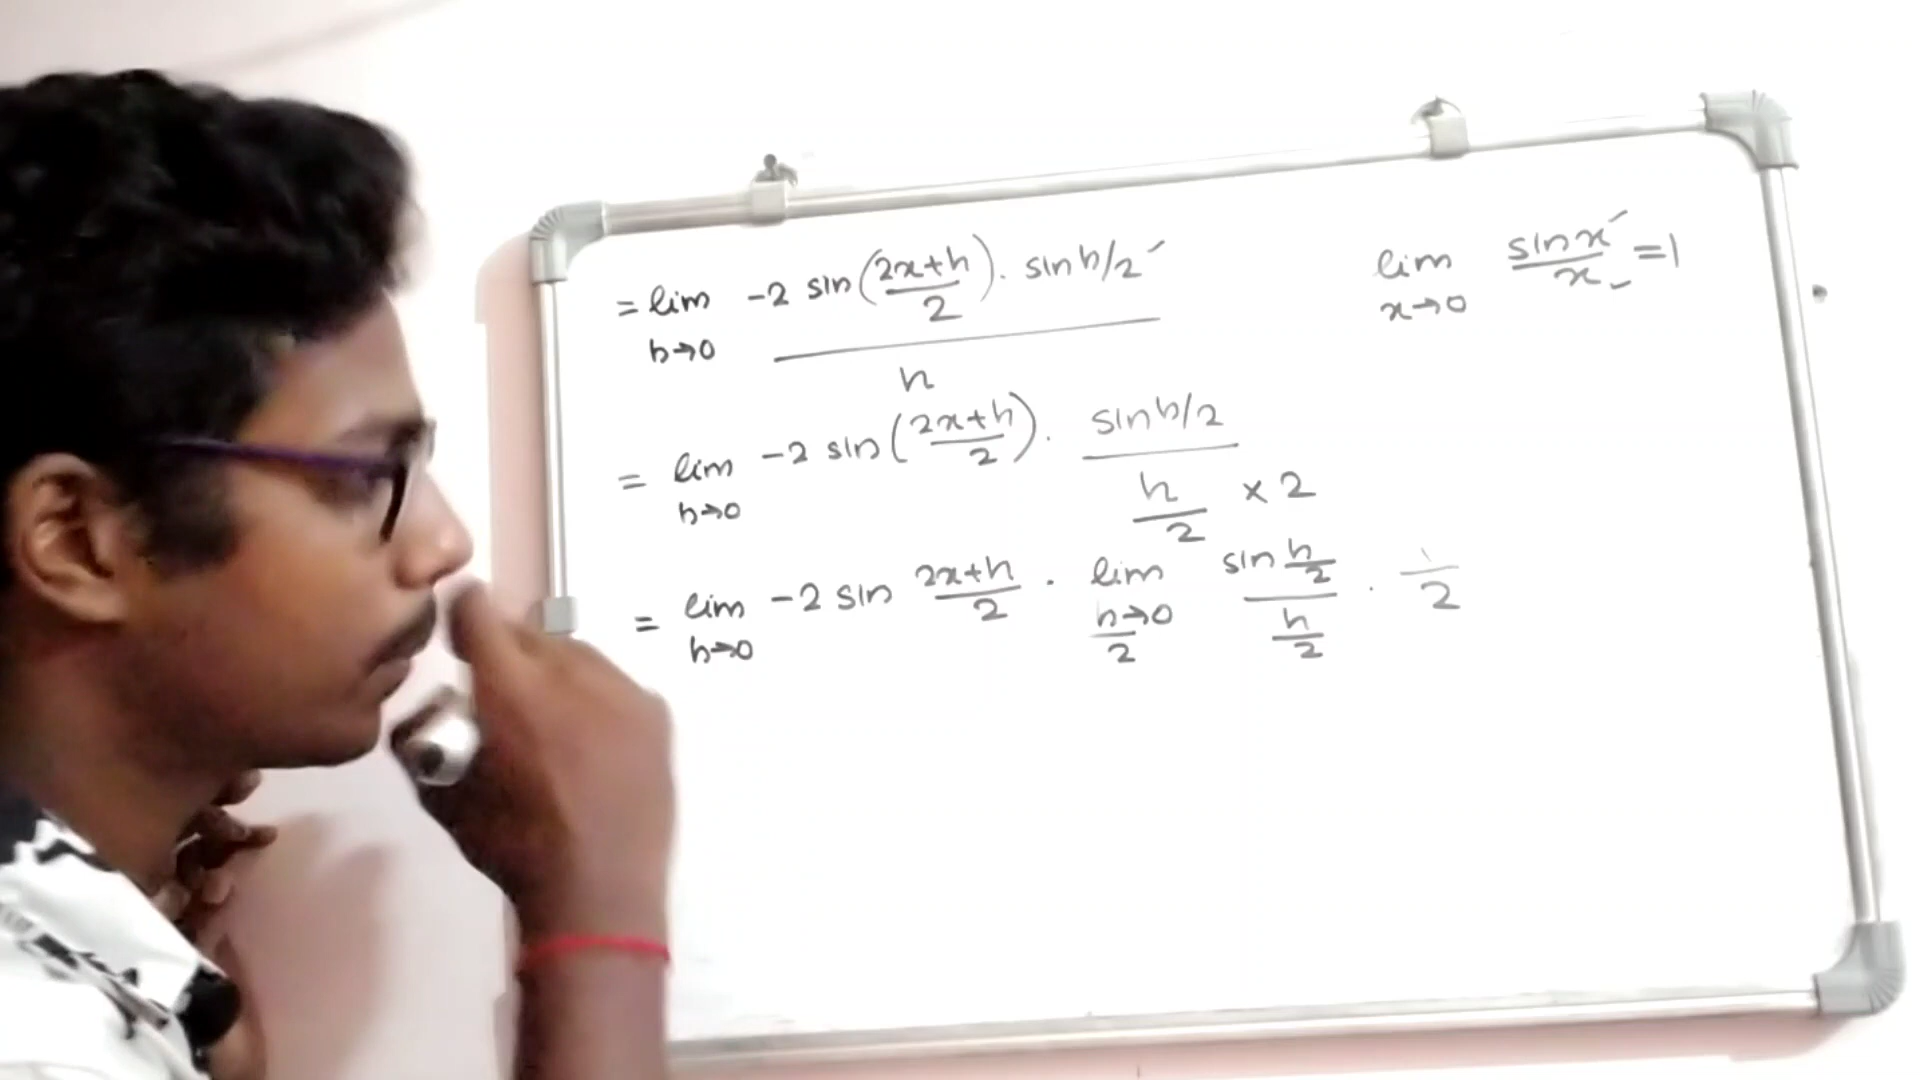 = lim -2 sin(2x+h/2) . sin h/2
h→0
h
lim sin x/x = 1
x→0
= lim -2 sin(2x+h/2) . sin h/2
h→0
h/2 × 2
= lim -2 sin 2x+h/2 . lim sin h/2 / h/2 . 1/2
h→0 h/2→0